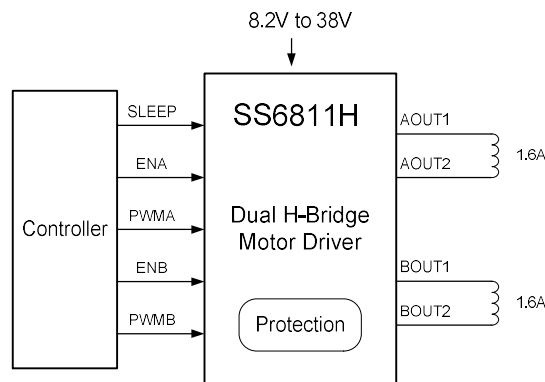 8.2V to 38V
SLEEP
SS6811H
AOUT1
1.6A
ENA
AOUT2
PWMA
Controller
Dual H-Bridge
Motor Driver
ENB
BOUT1
1.6A
PWMB
BOUT2
Protection